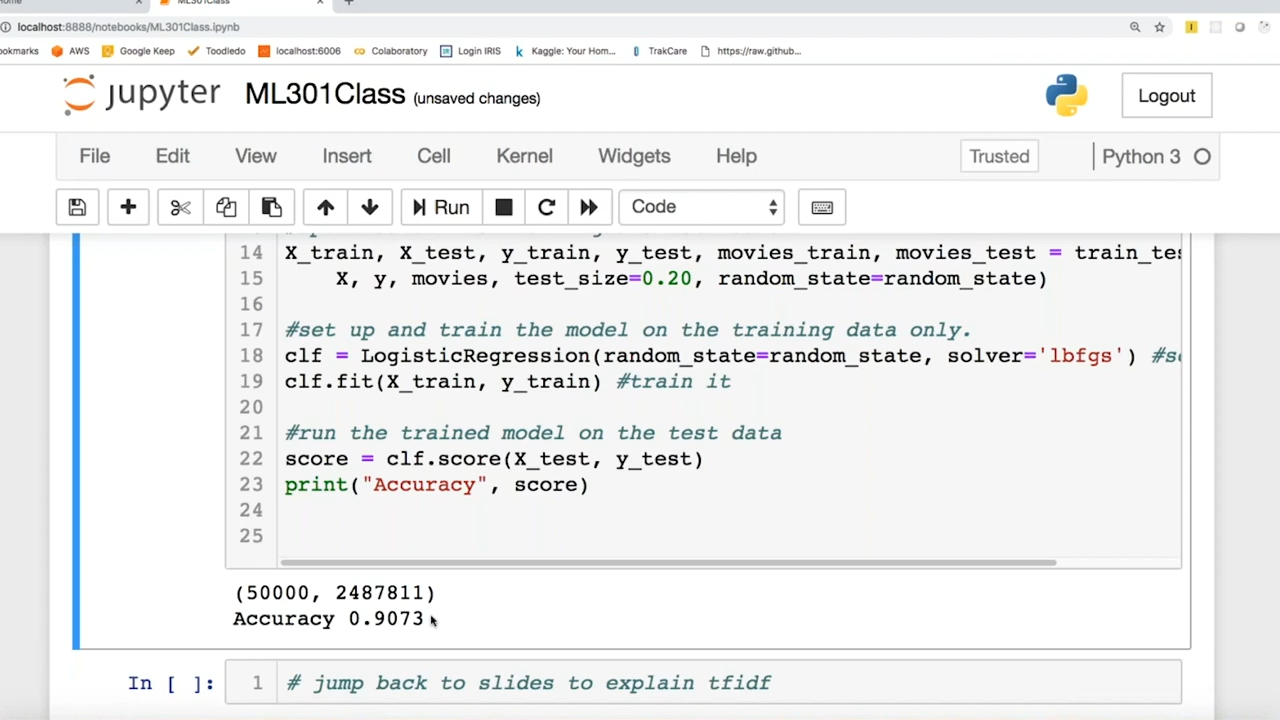 ML301Class.ipynb
localhost:8888/notebooks/ML301Class.ipynb
okmarks AWS Google Keep Toodledo localhost:6006 Colaboratory Login IRIS Kaggle: Your Hom... TrakCare https://raw.github...
jupyter ML301Class (unsaved changes) Logout
File Edit View Insert Cell Kernel Widgets Help Trusted Python 3
Run Code
14 X_train, X_test, y_train, y_test, movies_train, movies_test = train_tes
15 X, y, movies, test_size=0.20, random_state=random_state)
16
17 #set up and train the model on the training data only.
18 clf = LogisticRegression(random_state=random_state, solver='lbfgs') #s
19 clf.fit(X_train, y_train) #train it
20
21 #run the trained model on the test data
22 score = clf.score(X_test, y_test)
23 print("Accuracy", score)
24
25
(50000, 2487811)
Accuracy 0.9073
In [ ]: 1 # jump back to slides to explain tfidf